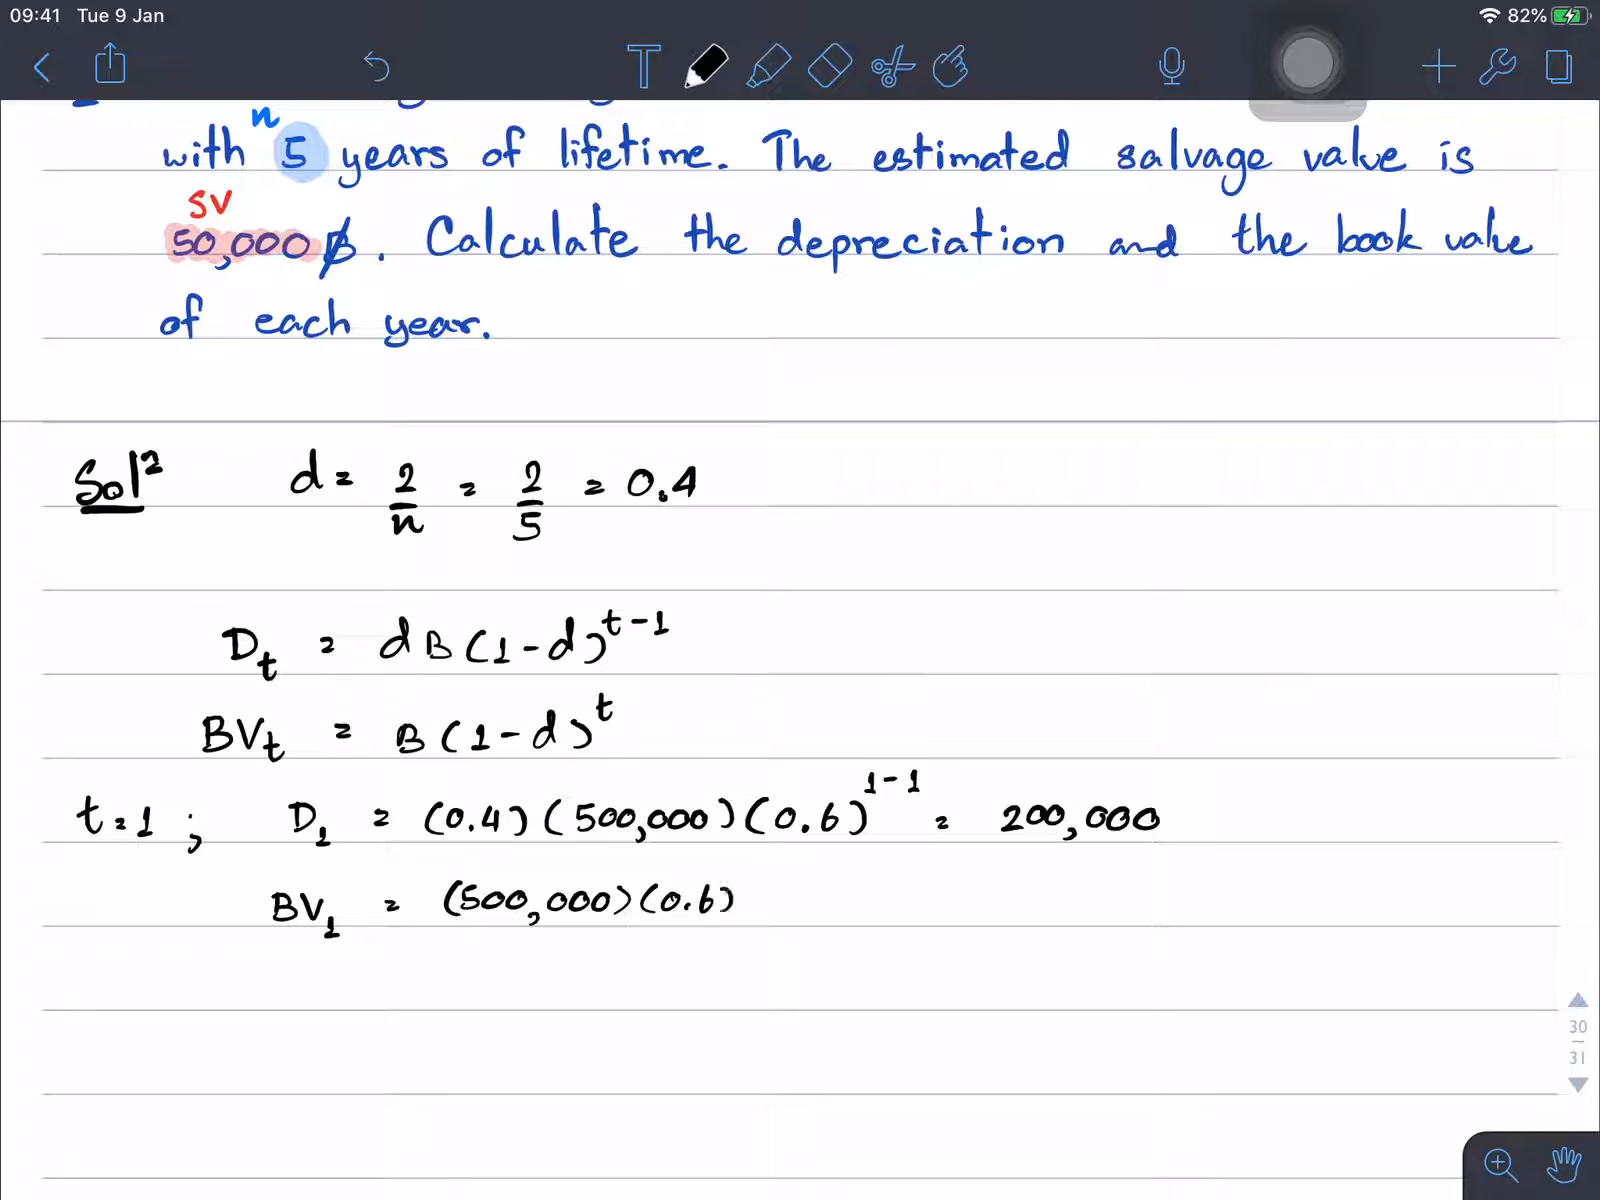 09:41 Tue 9 Jan 82%
T
n
with 5 years of lifetime. The estimated salvage value is
SV
50,000 ฿. Calculate the depreciation and the book value
of each year.
Solⁿ d = 2/n = 2/5 = 0.4
D_t = dB(1-d)^{t-1}
BV_t = B(1-d)^t
t=1 ; D_1 = (0.4)(500,000)(0.6)^{1-1} = 200,000
BV_1 = (500,000)(0.6)
30
31